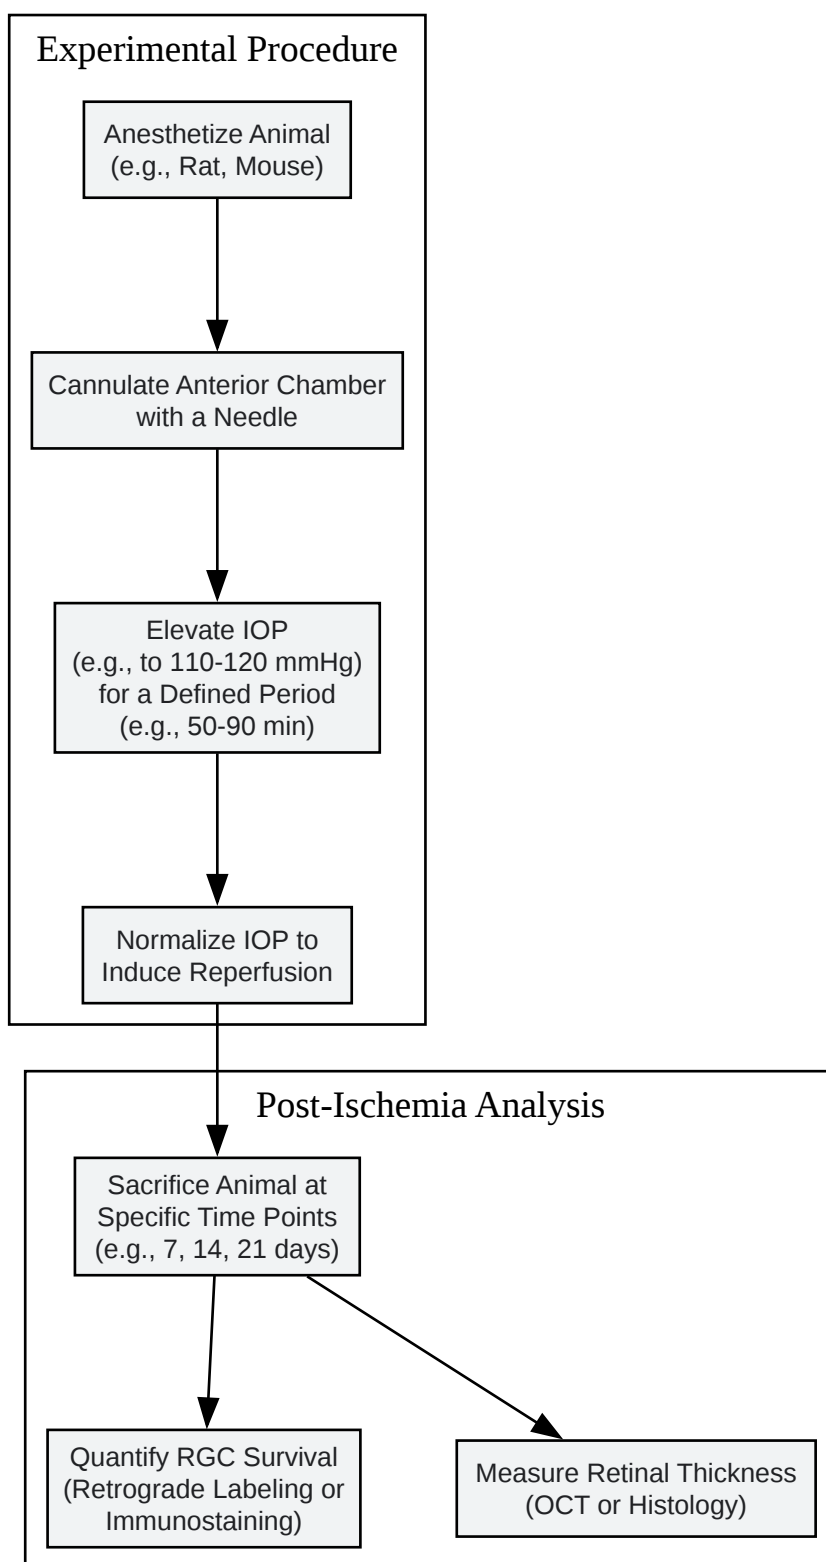 Experimental Procedure
Anesthetize Animal
(e.g., Rat, Mouse)
Cannulate Anterior Chamber
with a Needle
Elevate IOP
(e.g., to 110-120 mmHg)
for a Defined Period
(e.g., 50-90 min)
Normalize IOP to
Induce Reperfusion
Post-Ischemia Analysis
Sacrifice Animal at
Specific Time Points
(e.g., 7, 14, 21 days)
Quantify RGC Survival
(Retrograde Labeling or
Immunostaining)
Measure Retinal Thickness
(OCT or Histology)